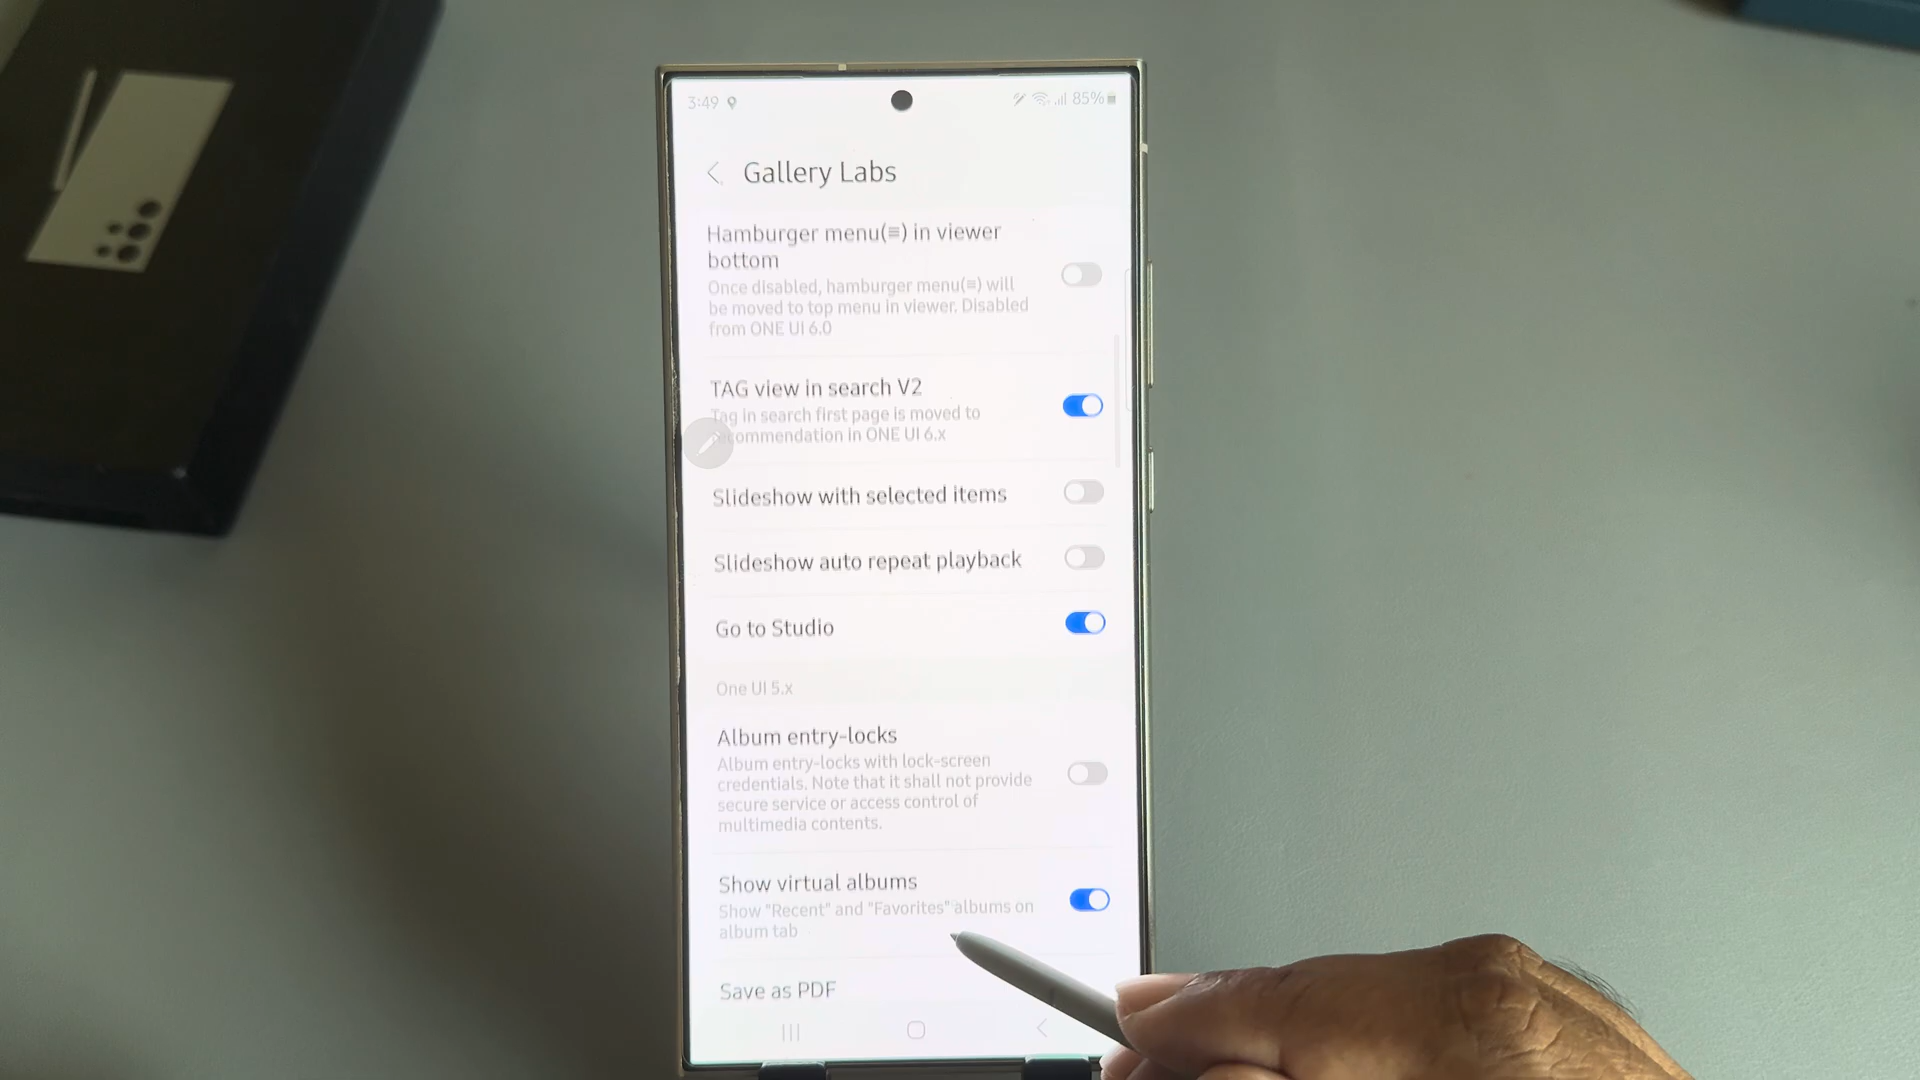 3:49
85%
Gallery Labs
Hamburger menu(≡) in viewer
bottom
Once disabled, hamburger menu(≡) will
be moved to top menu in viewer. Disabled
from ONE UI 6.0
TAG view in search V2
Tag in search first page is moved to
recommendation in ONE UI 6.x
Slideshow with selected items
Slideshow auto repeat playback
Go to Studio
One UI 5.x
Album entry-locks
Album entry-locks with lock-screen
credentials. Note that it shall not provide
secure service or access control of
multimedia contents.
Show virtual albums
Show "Recent" and "Favorites" albums on
album tab
Save as PDF